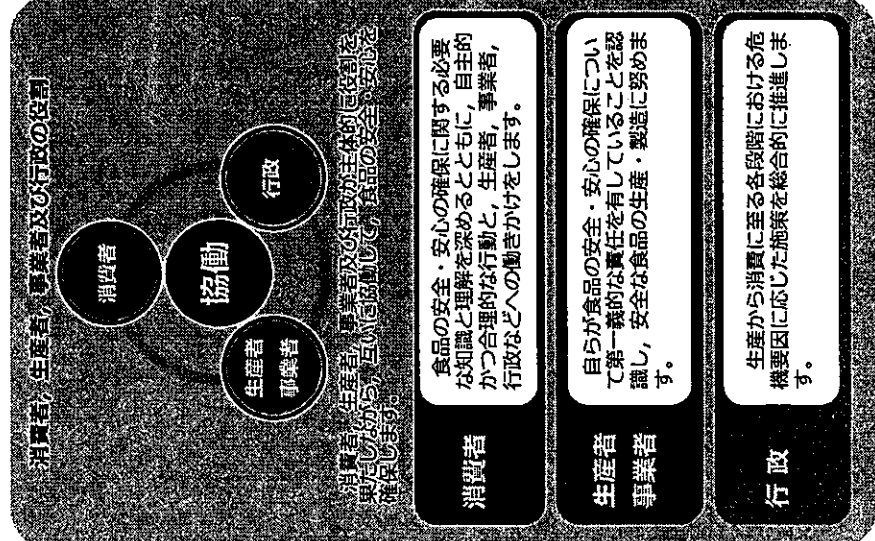 消費者，生産者，事業者及び行政の役割
消費者
協働
生産者
事業者
行政
消費者，生産者，事業者及び行政が主体的に役割を
果たしながら，互いに協働して，食品の安全・安心を
確保します。
消費者
食品の安全・安心の確保に関する必要
な知識と理解を深めるとともに，自主的
かつ合理的な行動と，生産者，事業者，
行政などへの働きかけをします。
生産者
事業者
自らが食品の安全・安心の確保につい
て第一義的な責任を有していることを認
識し，安全な食品の生産・製造に努めま
す。
行 政
生産から消費に至る各段階における危
機要因に応じた施策を総合的に推進しま
す。